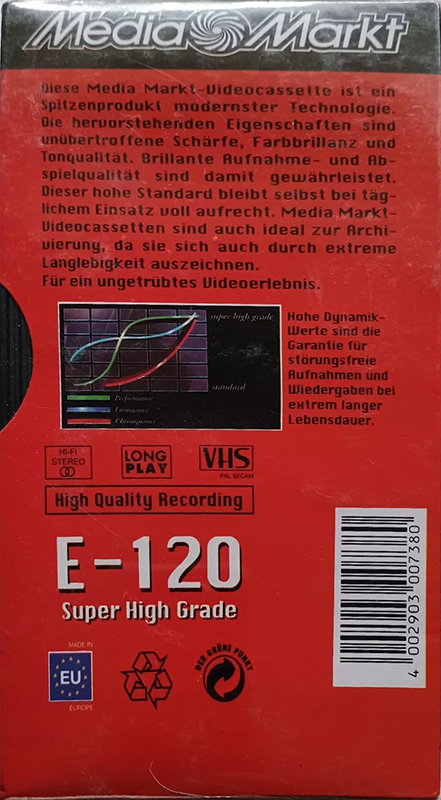 Media Markt
Diese Media Markt-Videocassette ist ein
Spitzenprodukt modernster Technologie.
Die hervorstehenden Eigenschaften sind
unübertroffene Schärfe, Farbbrillanz und
Tonqualität. Brillante Aufnahme- und Ab-
spielqualität sind damit gewährleistet.
Dieser hohe Standard bleibt selbst bei täg-
lichem Einsatz voll aufrecht. Media Markt-
Videocassetten sind auch ideal zur Archi-
vierung, da sie sich auch durch extreme
Langlebigkeit auszeichnen.
Für ein ungetrübtes Videoerlebnis.
super high grade
standard
Performance
Luminance
Chrominance
Hohe Dynamik-
Werte sind die
Garantie für
störungsfreie
Aufnahmen und
Wiedergaben bei
extrem langer
Lebensdauer.
HI-FI
STEREO
LONG
PLAY
VHS
PAL SECAM
High Quality Recording
E-120
Super High Grade
4 002903 007380
MADE IN
EU
EUROPE
DER GRÜNE PUNKT